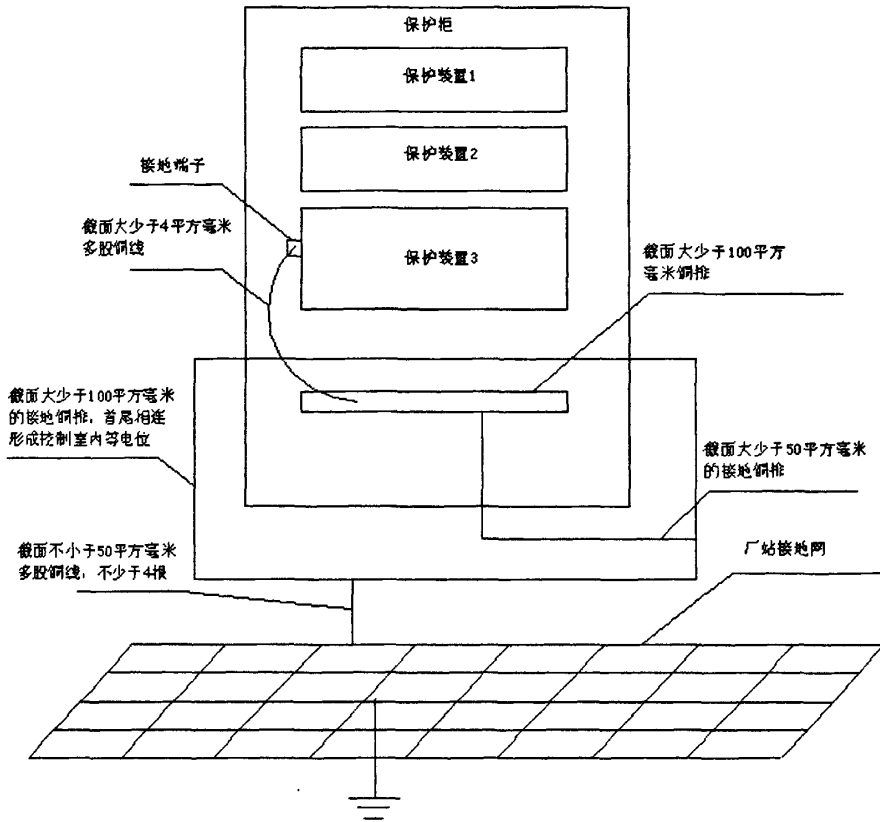 保护柜
保护装置1
保护装置2
接地端子
截面大少于4平方毫米
多股铜线
保护装置3
截面大少于100平方
毫米铜排
截面大少于100平方毫米
的接地铜排，首尾相连
形成控制室内等电位
截面大少于50平方毫米
的接地铜排
截面不小于50平方毫米
多股铜线，不少于4根
厂站接地网